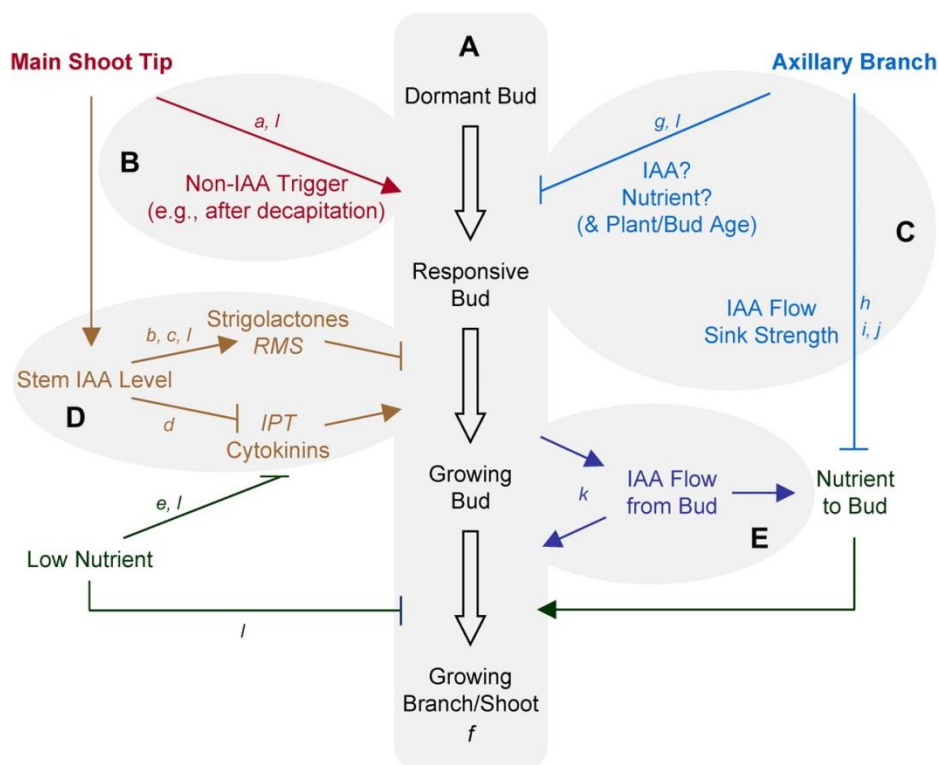 A
Main Shoot Tip
Axillary Branch
Dormant Bud
a, l
g, l
B
Non-IAA Trigger
(e.g., after decapitation)
IAA?
Nutrient?
(& Plant/Bud Age)
C
Responsive
Bud
Strigolactones
RMS
b, c, l
IAA Flow
Sink Strength
h
i, j
Stem IAA Level
D
d
IPT
Cytokinins
Growing
Bud
k
IAA Flow
from Bud
E
Nutrient
to Bud
e, l
Low Nutrient
l
Growing
Branch/Shoot
f